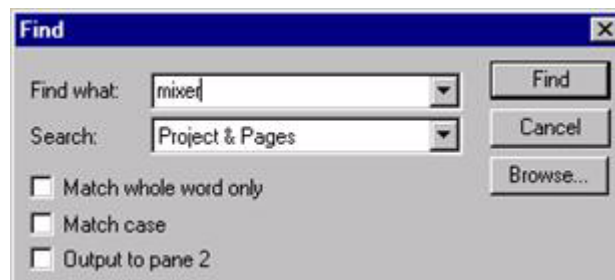 Find
Find what: mixer Find
Search: Project & Pages Cancel
Browse...
Match whole word only
Match case
Output to pane 2